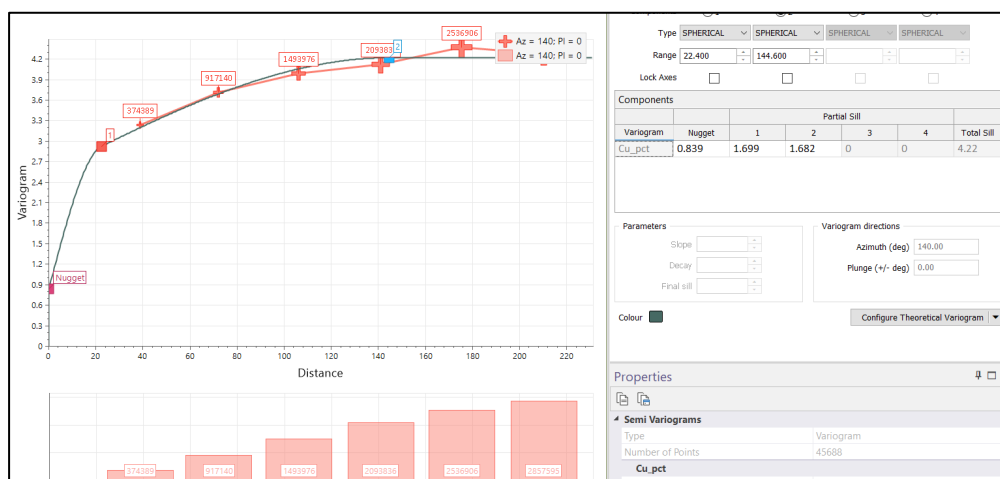 4.2
3.9
3.6
3.3
3
2.7
2.4
2.1
1.8
1.5
1.2
0.9
0.6
0.3
0
Variogram
0 20 40 60 80 100 120 140 160 180 200 220
Distance
Nugget
1
374389
917140
1493976
209383
2
2536906
Az = 140; Pl = 0
Az = 140; Pl = 0
374389 917140 1493976 2093836 2536906 2857595
Type SPHERICAL SPHERICAL SPHERICAL SPHERICAL
Range 22.400 144.600
Lock Axes
Components
Partial Sill
Variogram Nugget 1 2 3 4 Total Sill
Cu_pct 0.839 1.699 1.682 0 0 4.22
Parameters
Slope
Decay
Final sill
Variogram directions
Azimuth (deg) 140.00
Plunge (+/- deg) 0.00
Colour
Configure Theoretical Variogram
Properties
Semi Variograms
Type Variogram
Number of Points 45688
Cu_pct